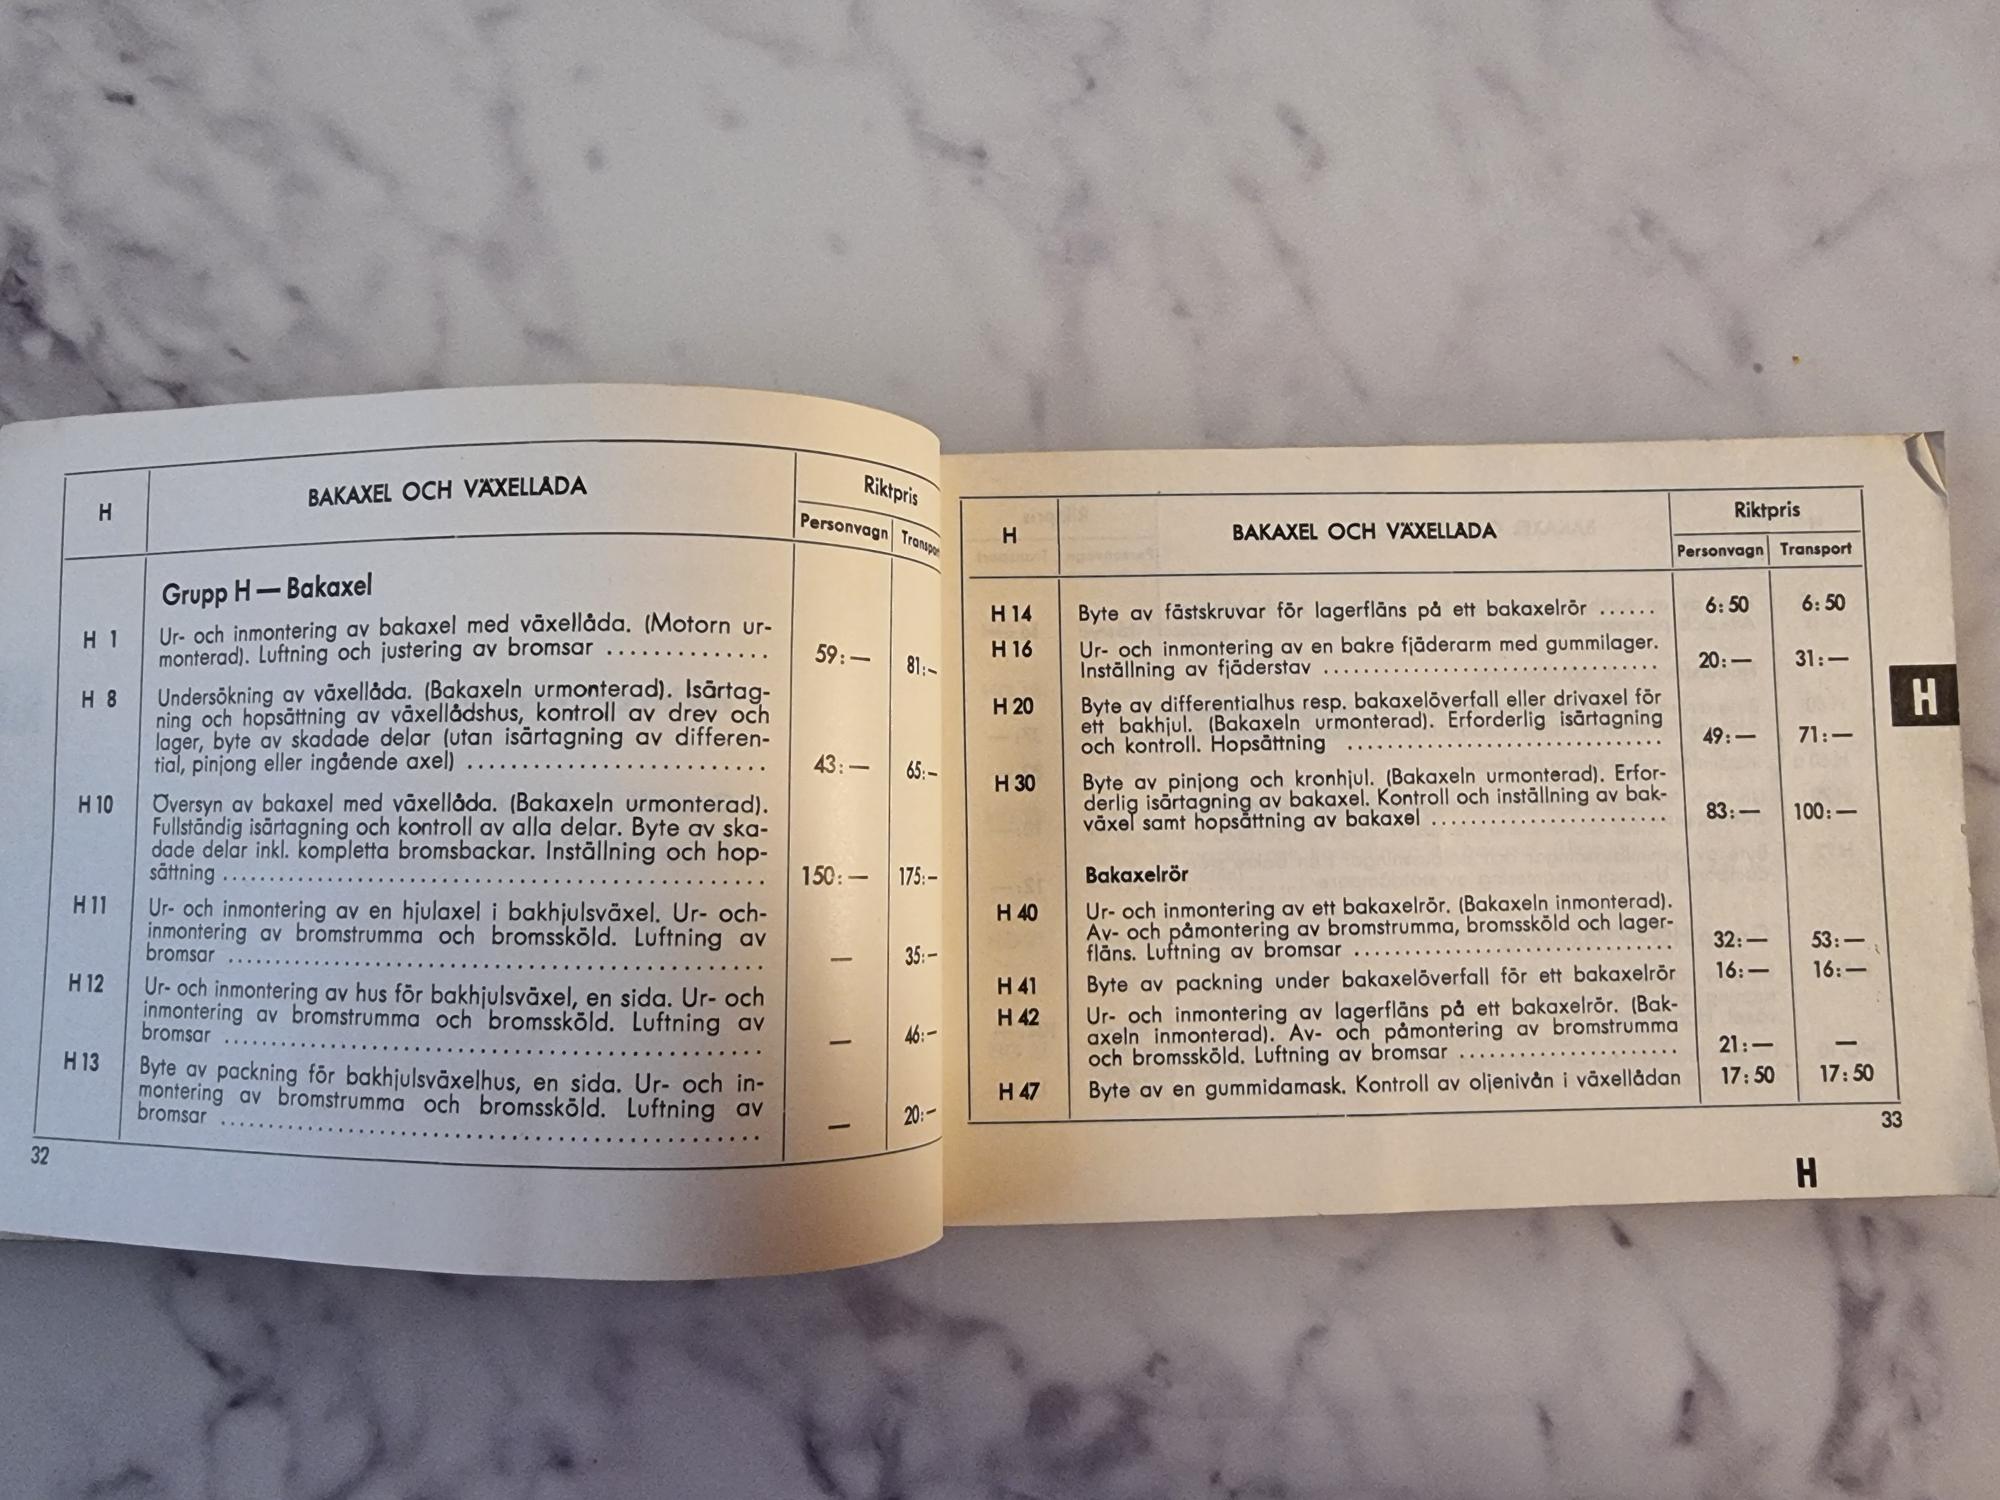 H
BAKAXEL OCH VÄXELLÅDA
Riktpris
Personvagn
Transport
Grupp H — Bakaxel
H 1
Ur- och inmontering av bakaxel med växellåda. (Motorn ur-
monterad). Luftning och justering av bromsar .............. 59:— 81:–
H 8
Undersökning av växellåda. (Bakaxeln urmonterad). Isärtag-
ning och hopsättning av växellådshus, kontroll av drev och
lager, byte av skadade delar (utan isärtagning av differen-
tial, pinjong eller ingående axel) .......................... 43:— 65:–
H 10
Översyn av bakaxel med växellåda. (Bakaxeln urmonterad).
Fullständig isärtagning och kontroll av alla delar. Byte av ska-
dade delar inkl. kompletta bromsbackar. Inställning och hop-
sättning ................................................ 150:— 175:–
H 11
Ur- och inmontering av en hjulaxel i bakhjulsväxel. Ur- och-
inmontering av bromstrumma och bromssköld. Luftning av
bromsar ................................................ — 35:–
H 12
Ur- och inmontering av hus för bakhjulsväxel, en sida. Ur- och
inmontering av bromstrumma och bromssköld. Luftning av
bromsar ................................................ — 46:–
H 13
Byte av packning för bakhjulsväxelhus, en sida. Ur- och in-
montering av bromstrumma och bromssköld. Luftning av
bromsar ................................................ — 20:–
32
H
BAKAXEL OCH VÄXELLÅDA
Riktpris
Personvagn
Transport
H 14
Byte av fästskruvar för lagerfläns på ett bakaxelrör ...... 6:50 6:50
H 16
Ur- och inmontering av en bakre fjäderarm med gummilager.
Inställning av fjäderstav ................................ 20:— 31:—
H 20
Byte av differentialhus resp. bakaxelöverfall eller drivaxel för
ett bakhjul. (Bakaxeln urmonterad). Erforderlig isärtagning
och kontroll. Hopsättning .............................. 49:— 71:—
H 30
Byte av pinjong och kronhjul. (Bakaxeln urmonterad). Erfor-
derlig isärtagning av bakaxel. Kontroll och inställning av bak-
växel samt hopsättning av bakaxel ...................... 83:— 100:—
Bakaxelrör
H 40
Ur- och inmontering av ett bakaxelrör. (Bakaxeln inmonterad).
Av- och påmontering av bromstrumma, bromssköld och lager-
fläns. Luftning av bromsar .............................. 32:— 53:—
H 41
Byte av packning under bakaxelöverfall för ett bakaxelrör 16:— 16:—
H 42
Ur- och inmontering av lagerfläns på ett bakaxelrör. (Bak-
axeln inmonterad). Av- och påmontering av bromstrumma
och bromssköld. Luftning av bromsar .................... 21:— —
H 47
Byte av en gummidamask. Kontroll av oljenivån i växellådan 17:50 17:50
33
H
H